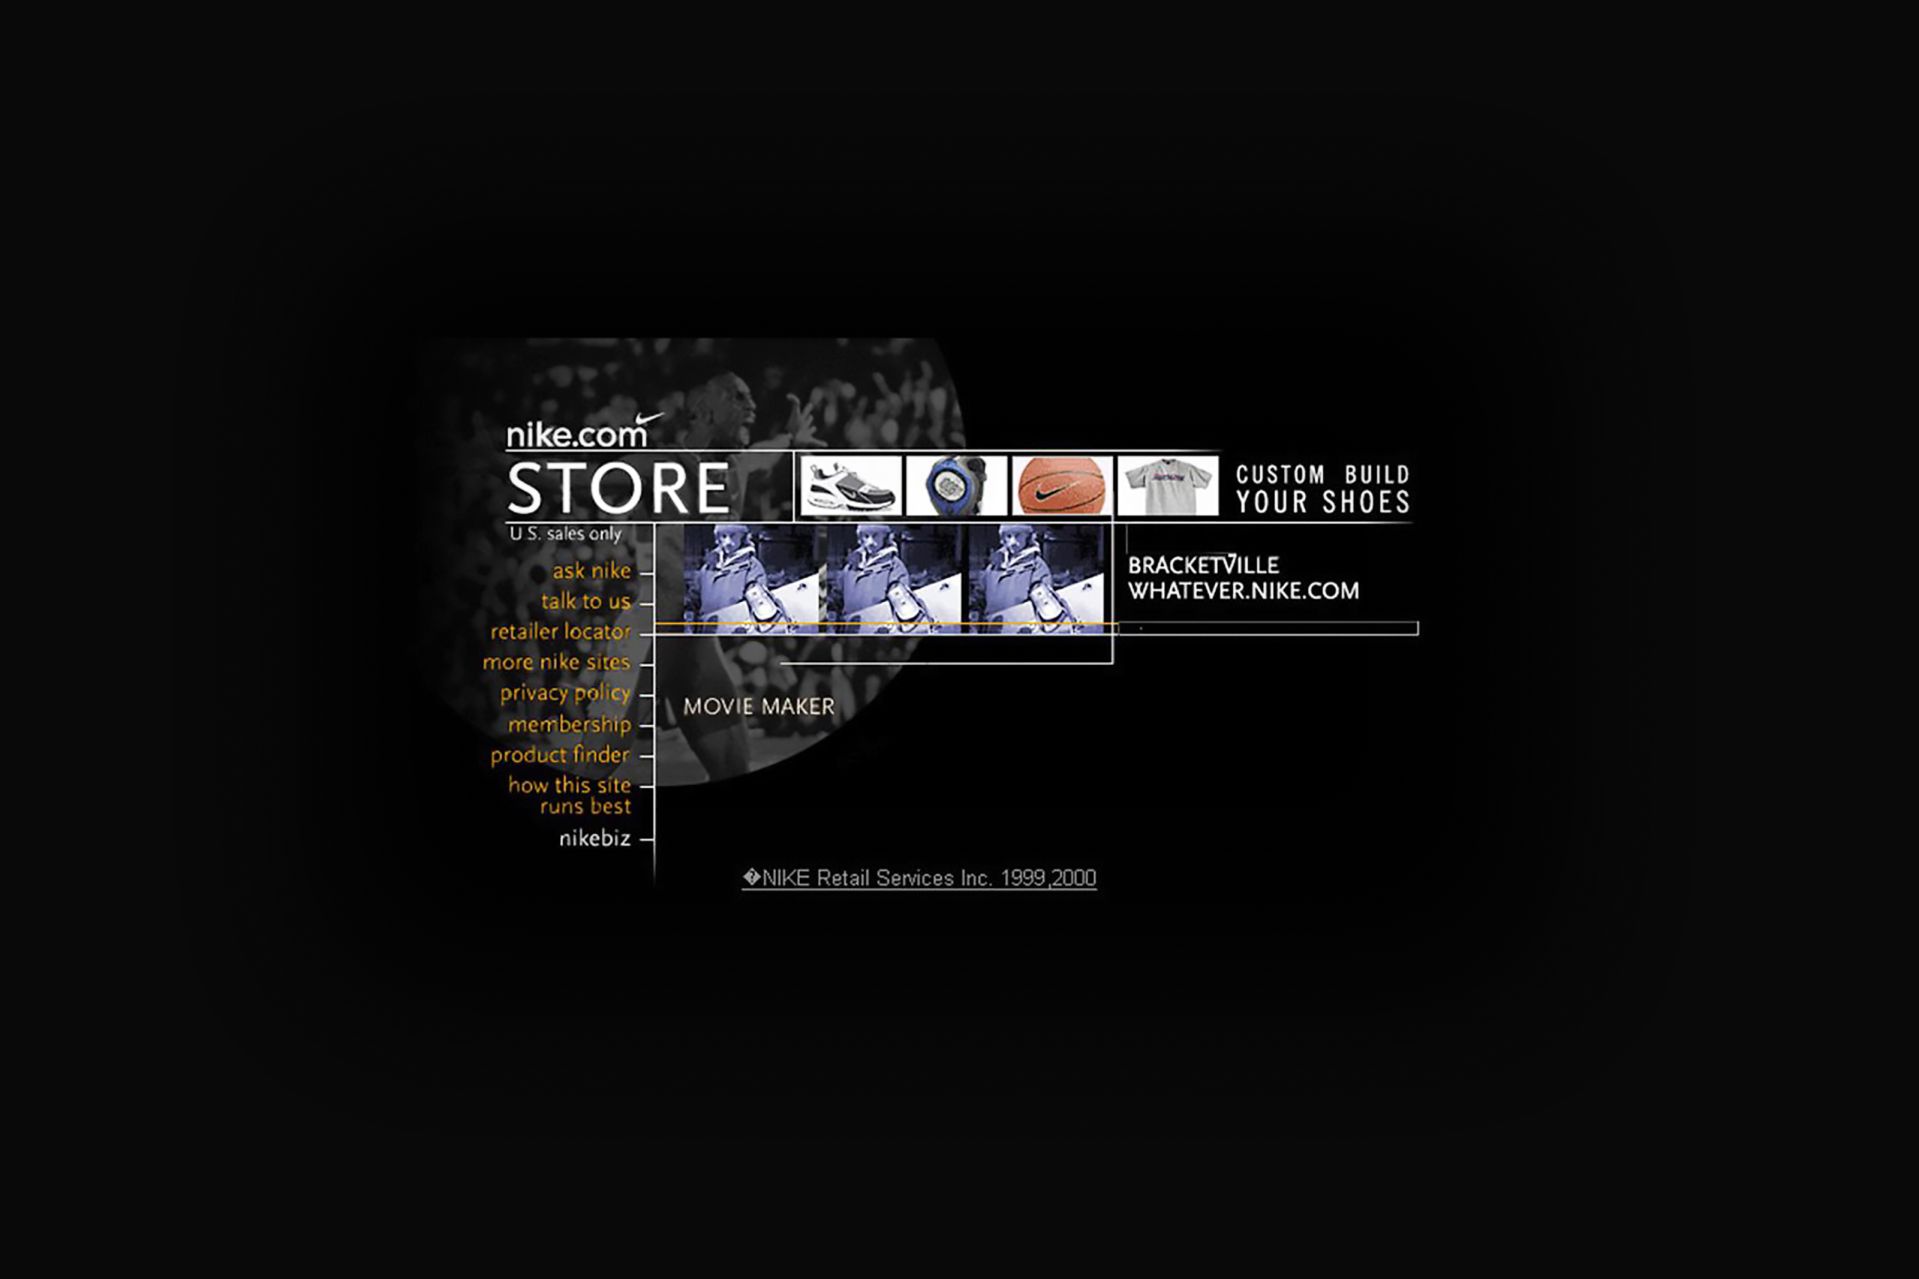 nike.com
STORE
CUSTOM BUILD
YOUR SHOES
U.S. sales only
ask nike
talk to us
retailer locator
more nike sites
privacy policy
membership
product finder
how this site
runs best
nikebiz
BRACKETVILLE
WHATEVER.NIKE.COM
MOVIE MAKER
�NIKE Retail Services Inc. 1999,2000